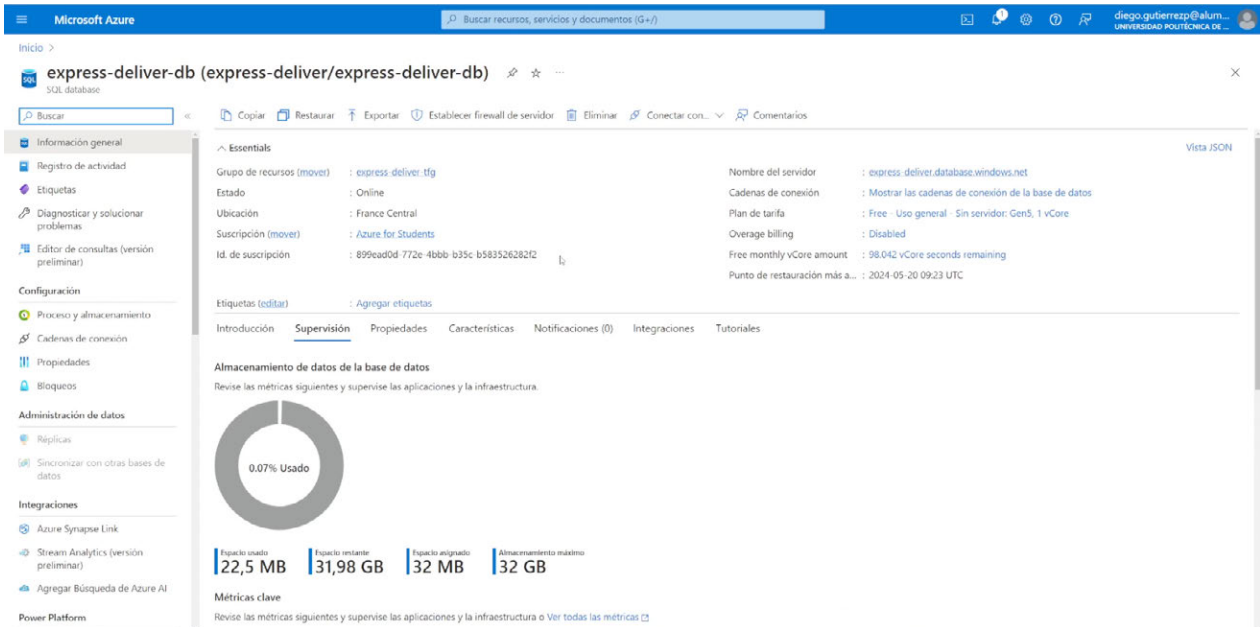 Microsoft Azure
Buscar recursos, servicios y documentos (G+/)
1
diego.gutierrezp@alum...
UNIVERSIDAD POLITÉCNICA DE ...
Inicio >
SQL
express-deliver-db (express-deliver/express-deliver-db)
SQL database
Buscar
Copiar
Restaurar
Exportar
Establecer firewall de servidor
Eliminar
Conectar con...
Comentarios
Información general
Registro de actividad
Etiquetas
Diagnosticar y solucionar
problemas
Editor de consultas (versión
preliminar)
Configuración
Proceso y almacenamiento
Cadenas de conexión
Propiedades
Bloqueos
Administración de datos
Réplicas
Sincronizar con otras bases de
datos
Integraciones
Azure Synapse Link
Stream Analytics (versión
preliminar)
Agregar Búsqueda de Azure AI
Power Platform
Essentials
Vista JSON
Grupo de recursos (mover) : express-deliver-tfg
Estado : Online
Ubicación : France Central
Suscripción (mover) : Azure for Students
Id. de suscripción : 899ead0d-772e-4bbb-b35c-b583526282f2
Nombre del servidor : express-deliver.database.windows.net
Cadenas de conexión : Mostrar las cadenas de conexión de la base de datos
Plan de tarifa : Free - Uso general - Sin servidor: Gen5, 1 vCore
Overage billing : Disabled
Free monthly vCore amount : 98.042 vCore seconds remaining
Punto de restauración más a... : 2024-05-20 09:23 UTC
Etiquetas (editar) : Agregar etiquetas
Introducción
Supervisión
Propiedades
Características
Notificaciones (0)
Integraciones
Tutoriales
Almacenamiento de datos de la base de datos
Revise las métricas siguientes y supervise las aplicaciones y la infraestructura.
0.07% Usado
Espacio usado
22,5 MB
Espacio restante
31,98 GB
Espacio asignado
32 MB
Almacenamiento máximo
32 GB
Métricas clave
Revise las métricas siguientes y supervise las aplicaciones y la infraestructura o Ver todas las métricas